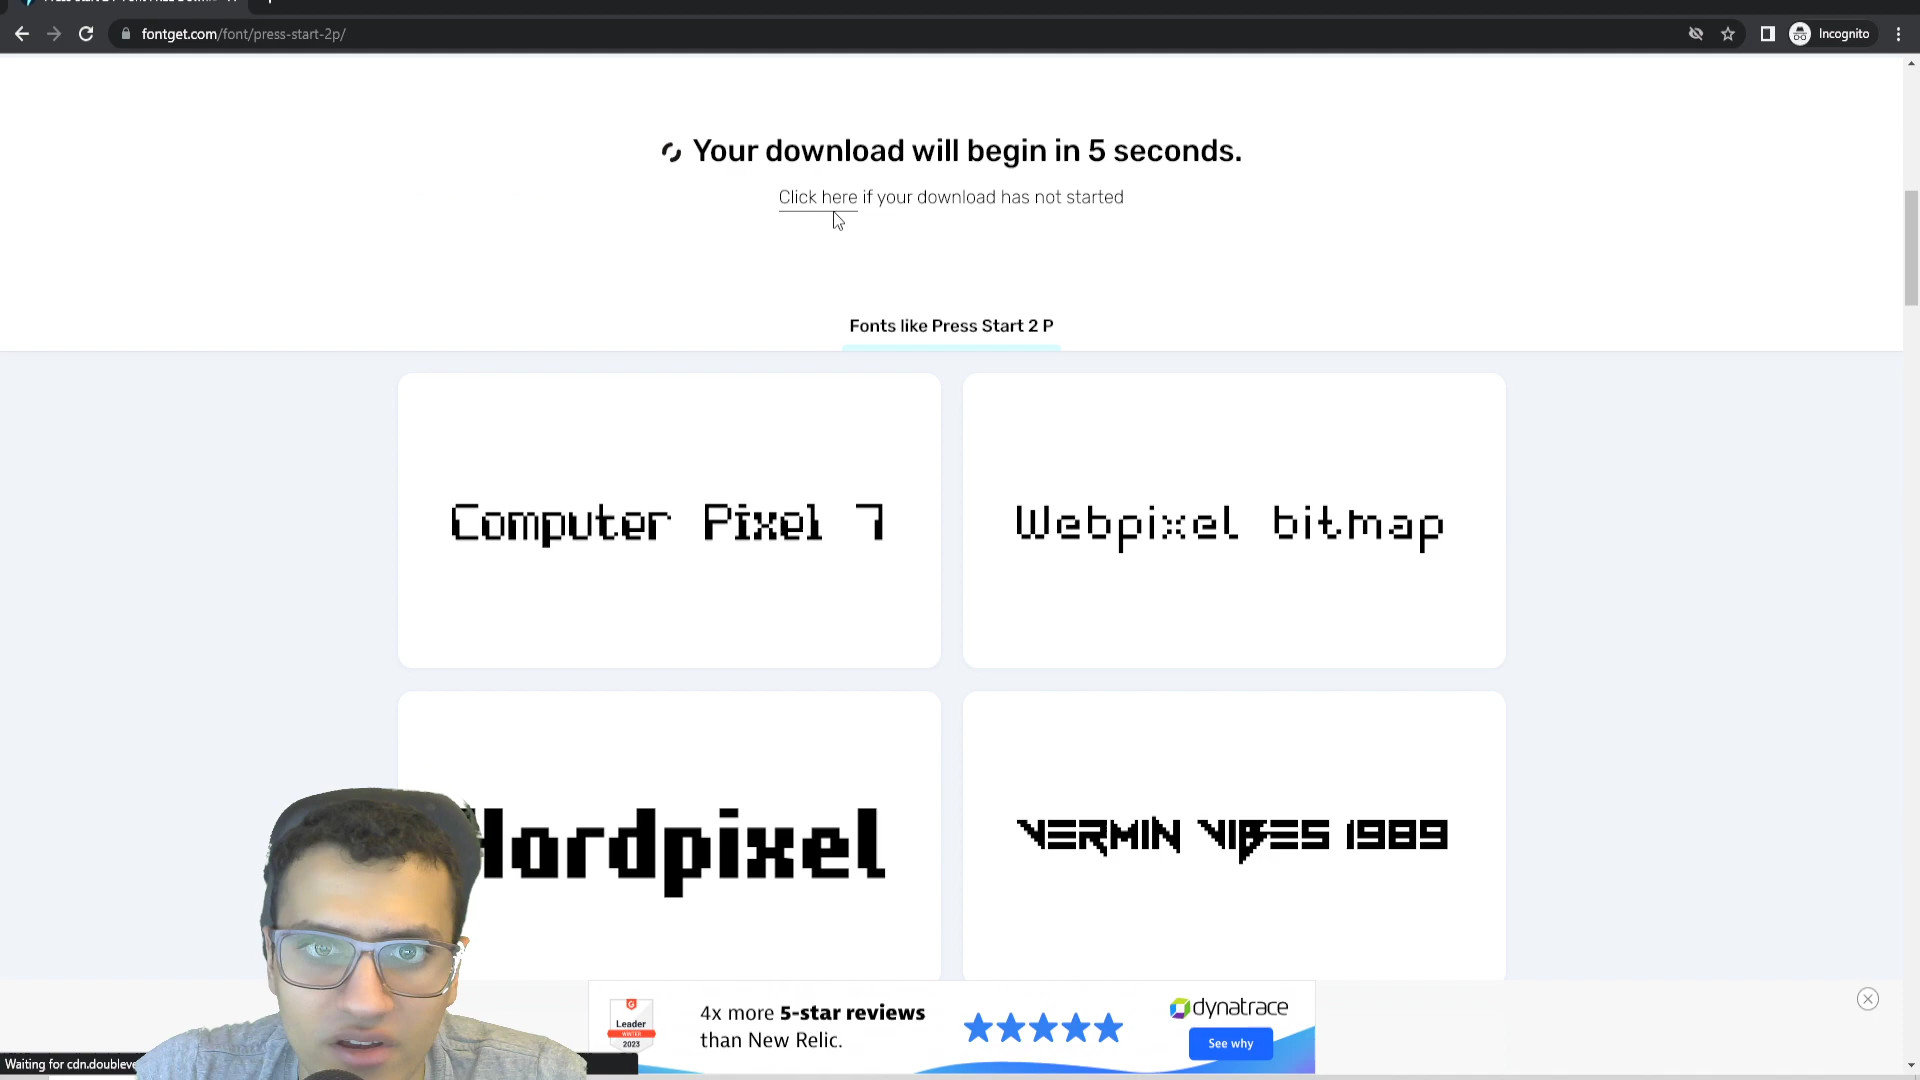 fontget.com/font/press-start-2p/
Incognito
Your download will begin in 5 seconds.
Click here if your download has not started
Fonts like Press Start 2 P
Computer Pixel 7
Webpixel bitmap
Hardpixel
VERMIN VIBES 1989
Leader
WINTER
2023
4x more 5-star reviews
than New Relic.
dynatrace
See why
Waiting for cdn.doubleve